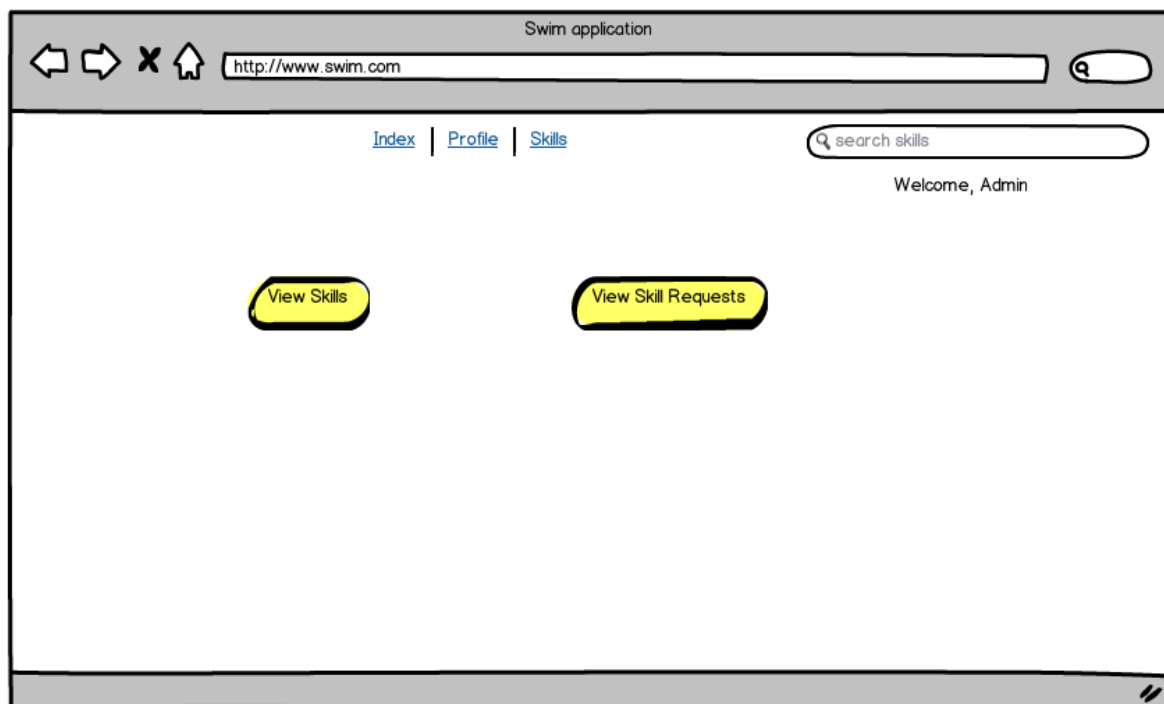 Swim application
http://www.swim.com
Index | Profile | Skills
search skills
Welcome, Admin
View Skills
View Skill Requests